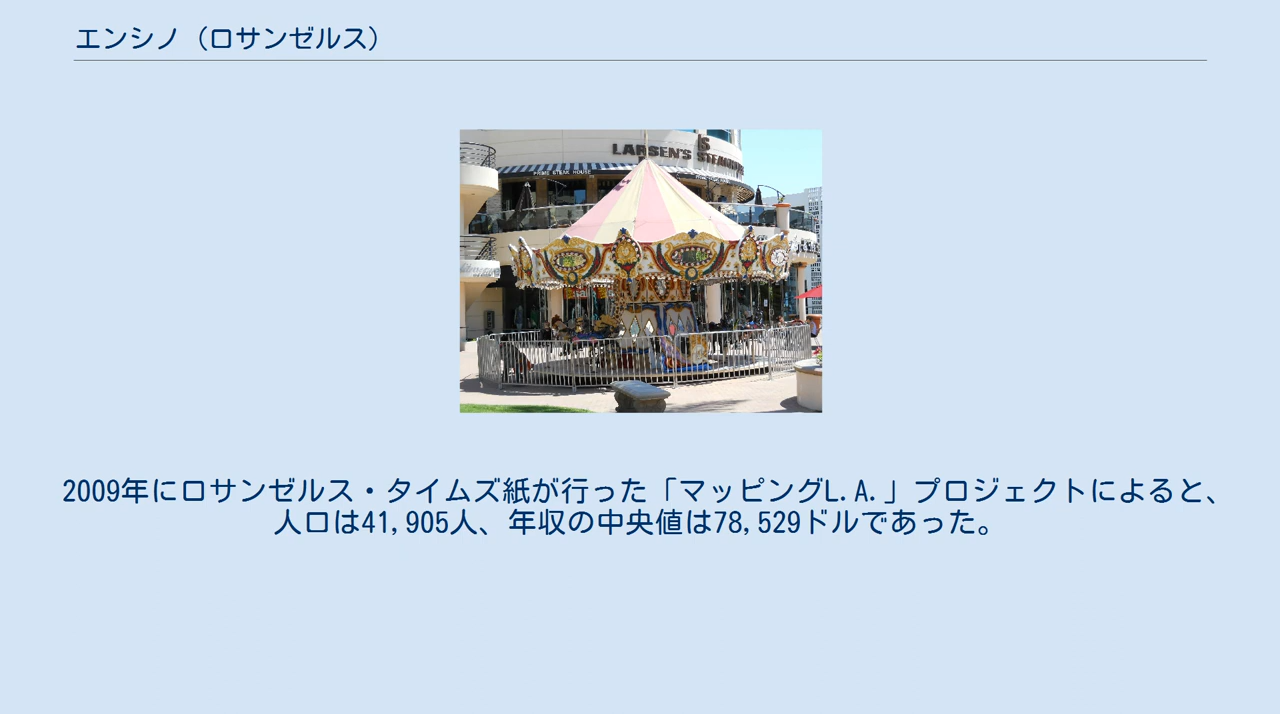 エンシノ（ロサンゼルス）
LARSEN'S STEAKHOUSE
PRIME STEAK HOUSE
2009年にロサンゼルス・タイムズ紙が行った「マッピングL.A.」プロジェクトによると、
人口は41,905人、年収の中央値は78,529ドルであった。